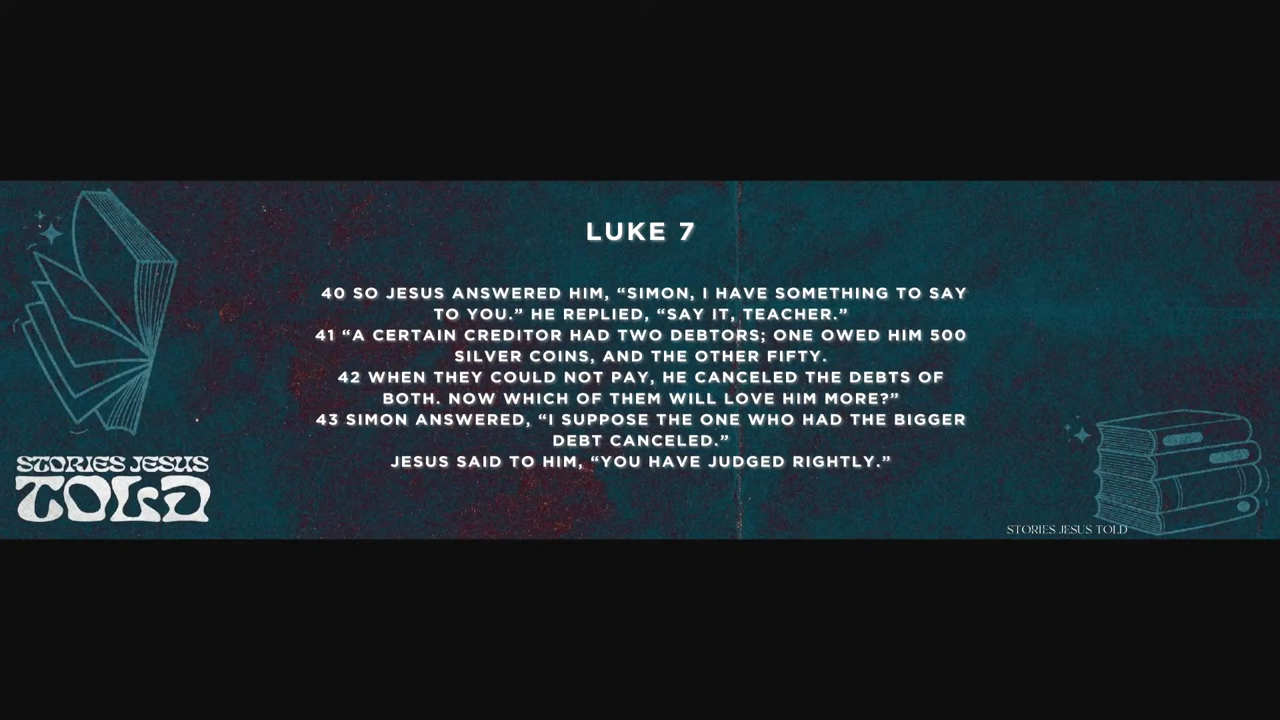 LUKE 7
40 SO JESUS ANSWERED HIM, “SIMON, I HAVE SOMETHING TO SAY
TO YOU.” HE REPLIED, “SAY IT, TEACHER.”
41 “A CERTAIN CREDITOR HAD TWO DEBTORS; ONE OWED HIM 500
SILVER COINS, AND THE OTHER FIFTY.
42 WHEN THEY COULD NOT PAY, HE CANCELED THE DEBTS OF
BOTH. NOW WHICH OF THEM WILL LOVE HIM MORE?”
43 SIMON ANSWERED, “I SUPPOSE THE ONE WHO HAD THE BIGGER
DEBT CANCELED.”
JESUS SAID TO HIM, “YOU HAVE JUDGED RIGHTLY.”
STORIES JESUS
TOLD
STORIES JESUS TOLD